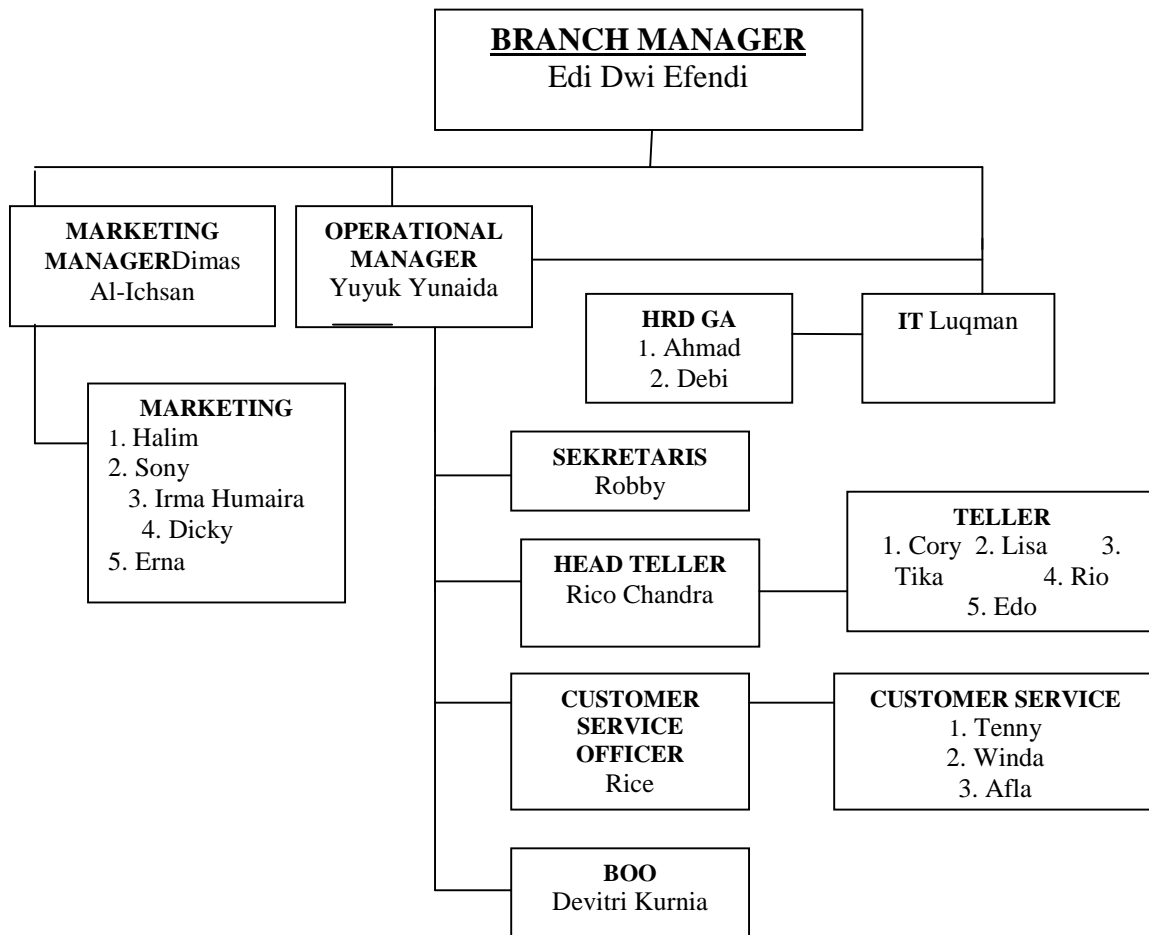 BRANCH MANAGER
Edi Dwi Efendi
MARKETING
MANAGERDimas
Al-Ichsan
OPERATIONAL
MANAGER
Yuyuk Yunaida
HRD GA
1. Ahmad
2. Debi
IT Luqman
MARKETING
1. Halim
2. Sony
3. Irma Humaira
4. Dicky
5. Erna
SEKRETARIS
Robby
HEAD TELLER
Rico Chandra
TELLER
1. Cory 2. Lisa 3.
Tika 4. Rio
5. Edo
CUSTOMER
SERVICE
OFFICER
Rice
CUSTOMER SERVICE
1. Tenny
2. Winda
3. Afla
BOO
Devitri Kurnia